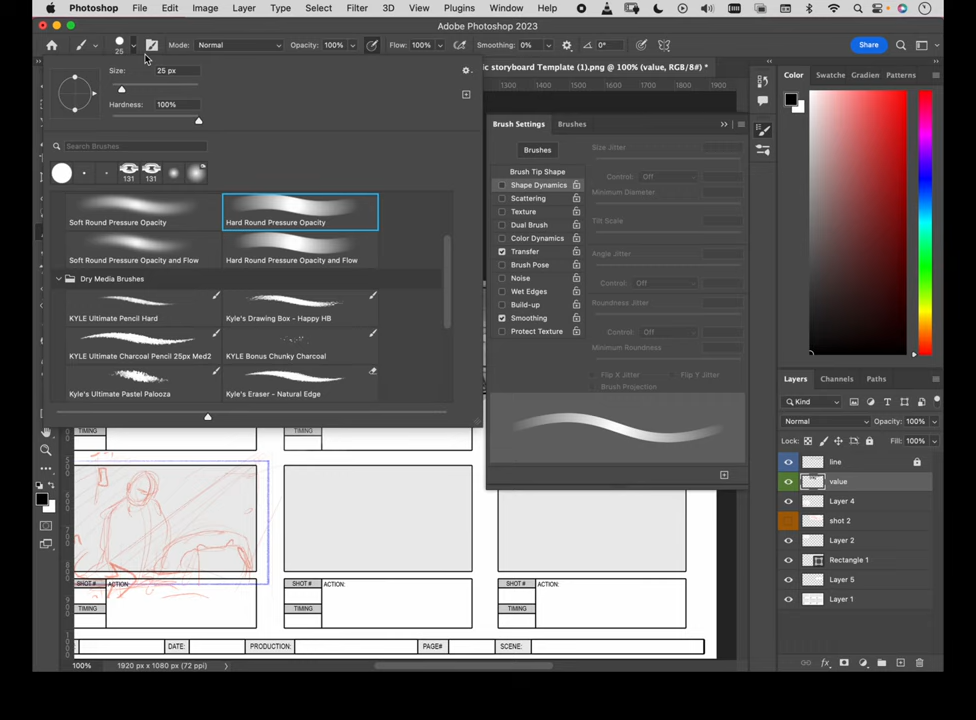 Photoshop File Edit Image Layer Type Select Filter 3D View Plugins Window Help
Adobe Photoshop 2023
25 Mode: Normal Opacity: 100% Flow: 100% Smoothing: 0% 0° Share
Size: 25 px
Hardness: 100%
Search Brushes
131 131
Soft Round Pressure Opacity Hard Round Pressure Opacity
Soft Round Pressure Opacity and Flow Hard Round Pressure Opacity and Flow
Dry Media Brushes
KYLE Ultimate Pencil Hard Kyle's Drawing Box - Happy HB
KYLE Ultimate Charcoal Pencil 25px Med2 KYLE Bonus Chunky Charcoal
Kyle's Ultimate Pastel Palooza Kyle's Eraser - Natural Edge
ic storyboard Template (1).png @ 100% (value, RGB/8#) *
1300 1400 1500 1600 1700 1800 1900
Brush Settings Brushes
Brushes
Brush Tip Shape
Shape Dynamics
Scattering
Texture
Dual Brush
Color Dynamics
Transfer
Brush Pose
Noise
Wet Edges
Build-up
Smoothing
Protect Texture
Size Jitter
Control: Off
Minimum Diameter
Tilt Scale
Angle Jitter
Control: Off
Roundness Jitter
Control: Off
Minimum Roundness
Flip X Jitter Flip Y Jitter
Brush Projection
Color Swatche Gradien Patterns
Layers Channels Paths
Kind
Normal Opacity: 100%
Lock: Fill: 100%
line
value
Layer 4
shot 2
Layer 2
Rectangle 1
Layer 5
Layer 1
TIMING TIMING TIMING
SHOT # ACTION: SHOT # ACTION: SHOT # ACTION:
TIMING TIMING TIMING
DATE: PRODUCTION: PAGE# SCENE:
100% 1920 px x 1080 px (72 ppi)